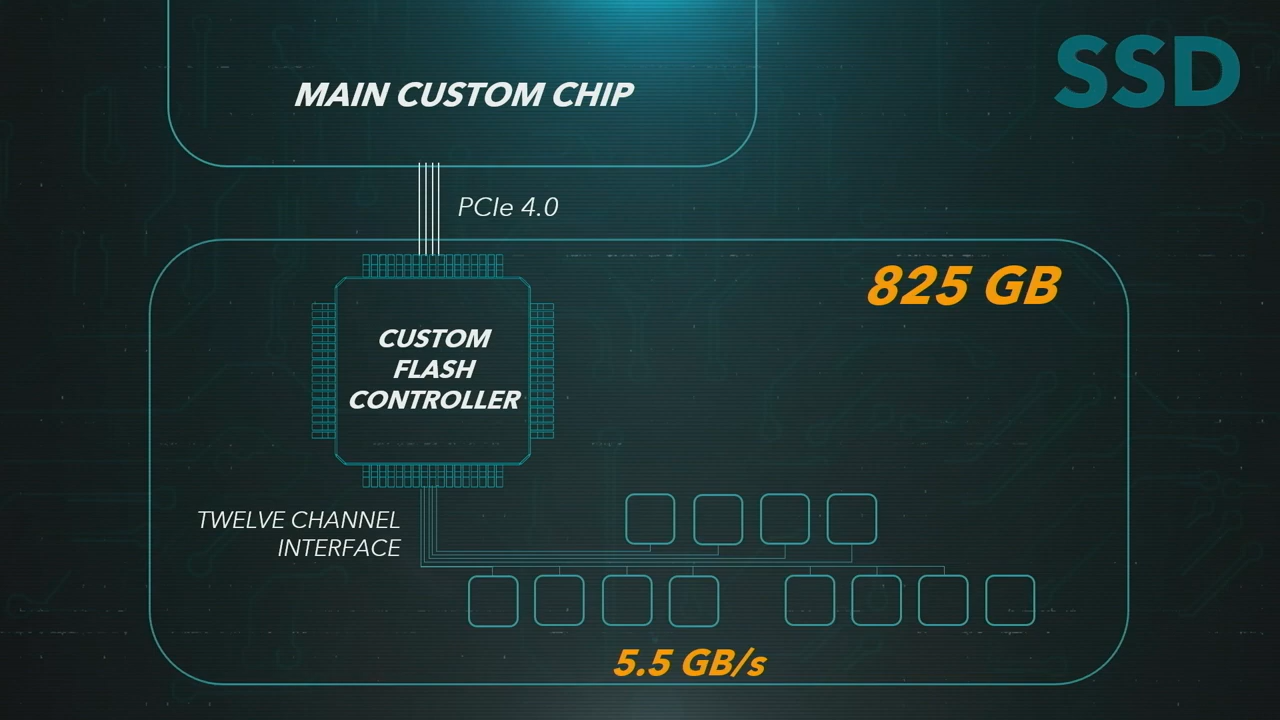 SSD
MAIN CUSTOM CHIP
PCIe 4.0
825 GB
CUSTOM
FLASH
CONTROLLER
TWELVE CHANNEL
INTERFACE
5.5 GB/s